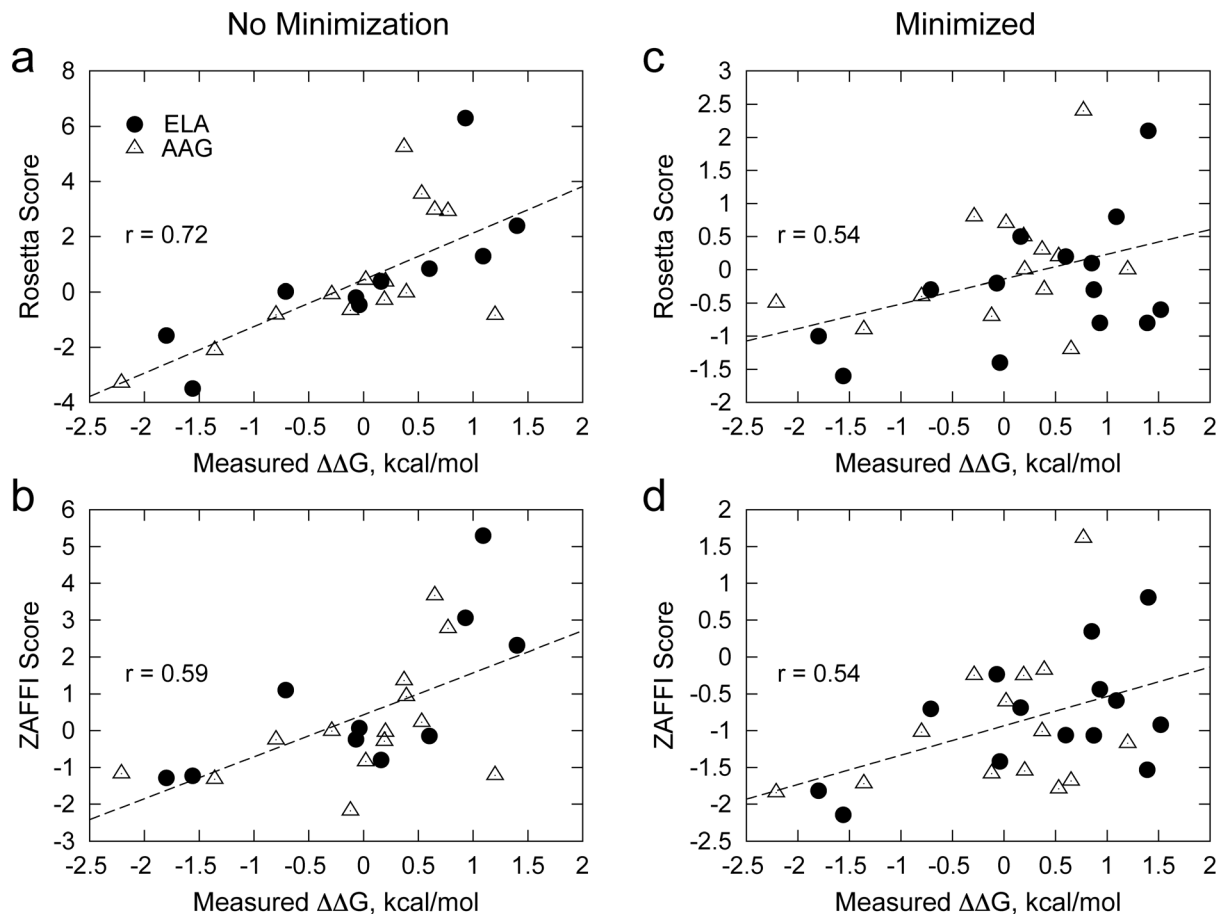 No Minimization
Minimized
a
8
6
4
2
0
-2
-4
Rosetta Score
ELA
AAG
r = 0.72
-2.5 -2 -1.5 -1 -0.5 0 0.5 1 1.5 2
Measured ΔΔG, kcal/mol
c
3
2.5
2
1.5
1
0.5
0
-0.5
-1
-1.5
-2
Rosetta Score
r = 0.54
-2.5 -2 -1.5 -1 -0.5 0 0.5 1 1.5 2
Measured ΔΔG, kcal/mol
b
6
5
4
3
2
1
0
-1
-2
-3
ZAFFI Score
r = 0.59
-2.5 -2 -1.5 -1 -0.5 0 0.5 1 1.5 2
Measured ΔΔG, kcal/mol
d
2
1.5
1
0.5
0
-0.5
-1
-1.5
-2
-2.5
ZAFFI Score
r = 0.54
-2.5 -2 -1.5 -1 -0.5 0 0.5 1 1.5 2
Measured ΔΔG, kcal/mol